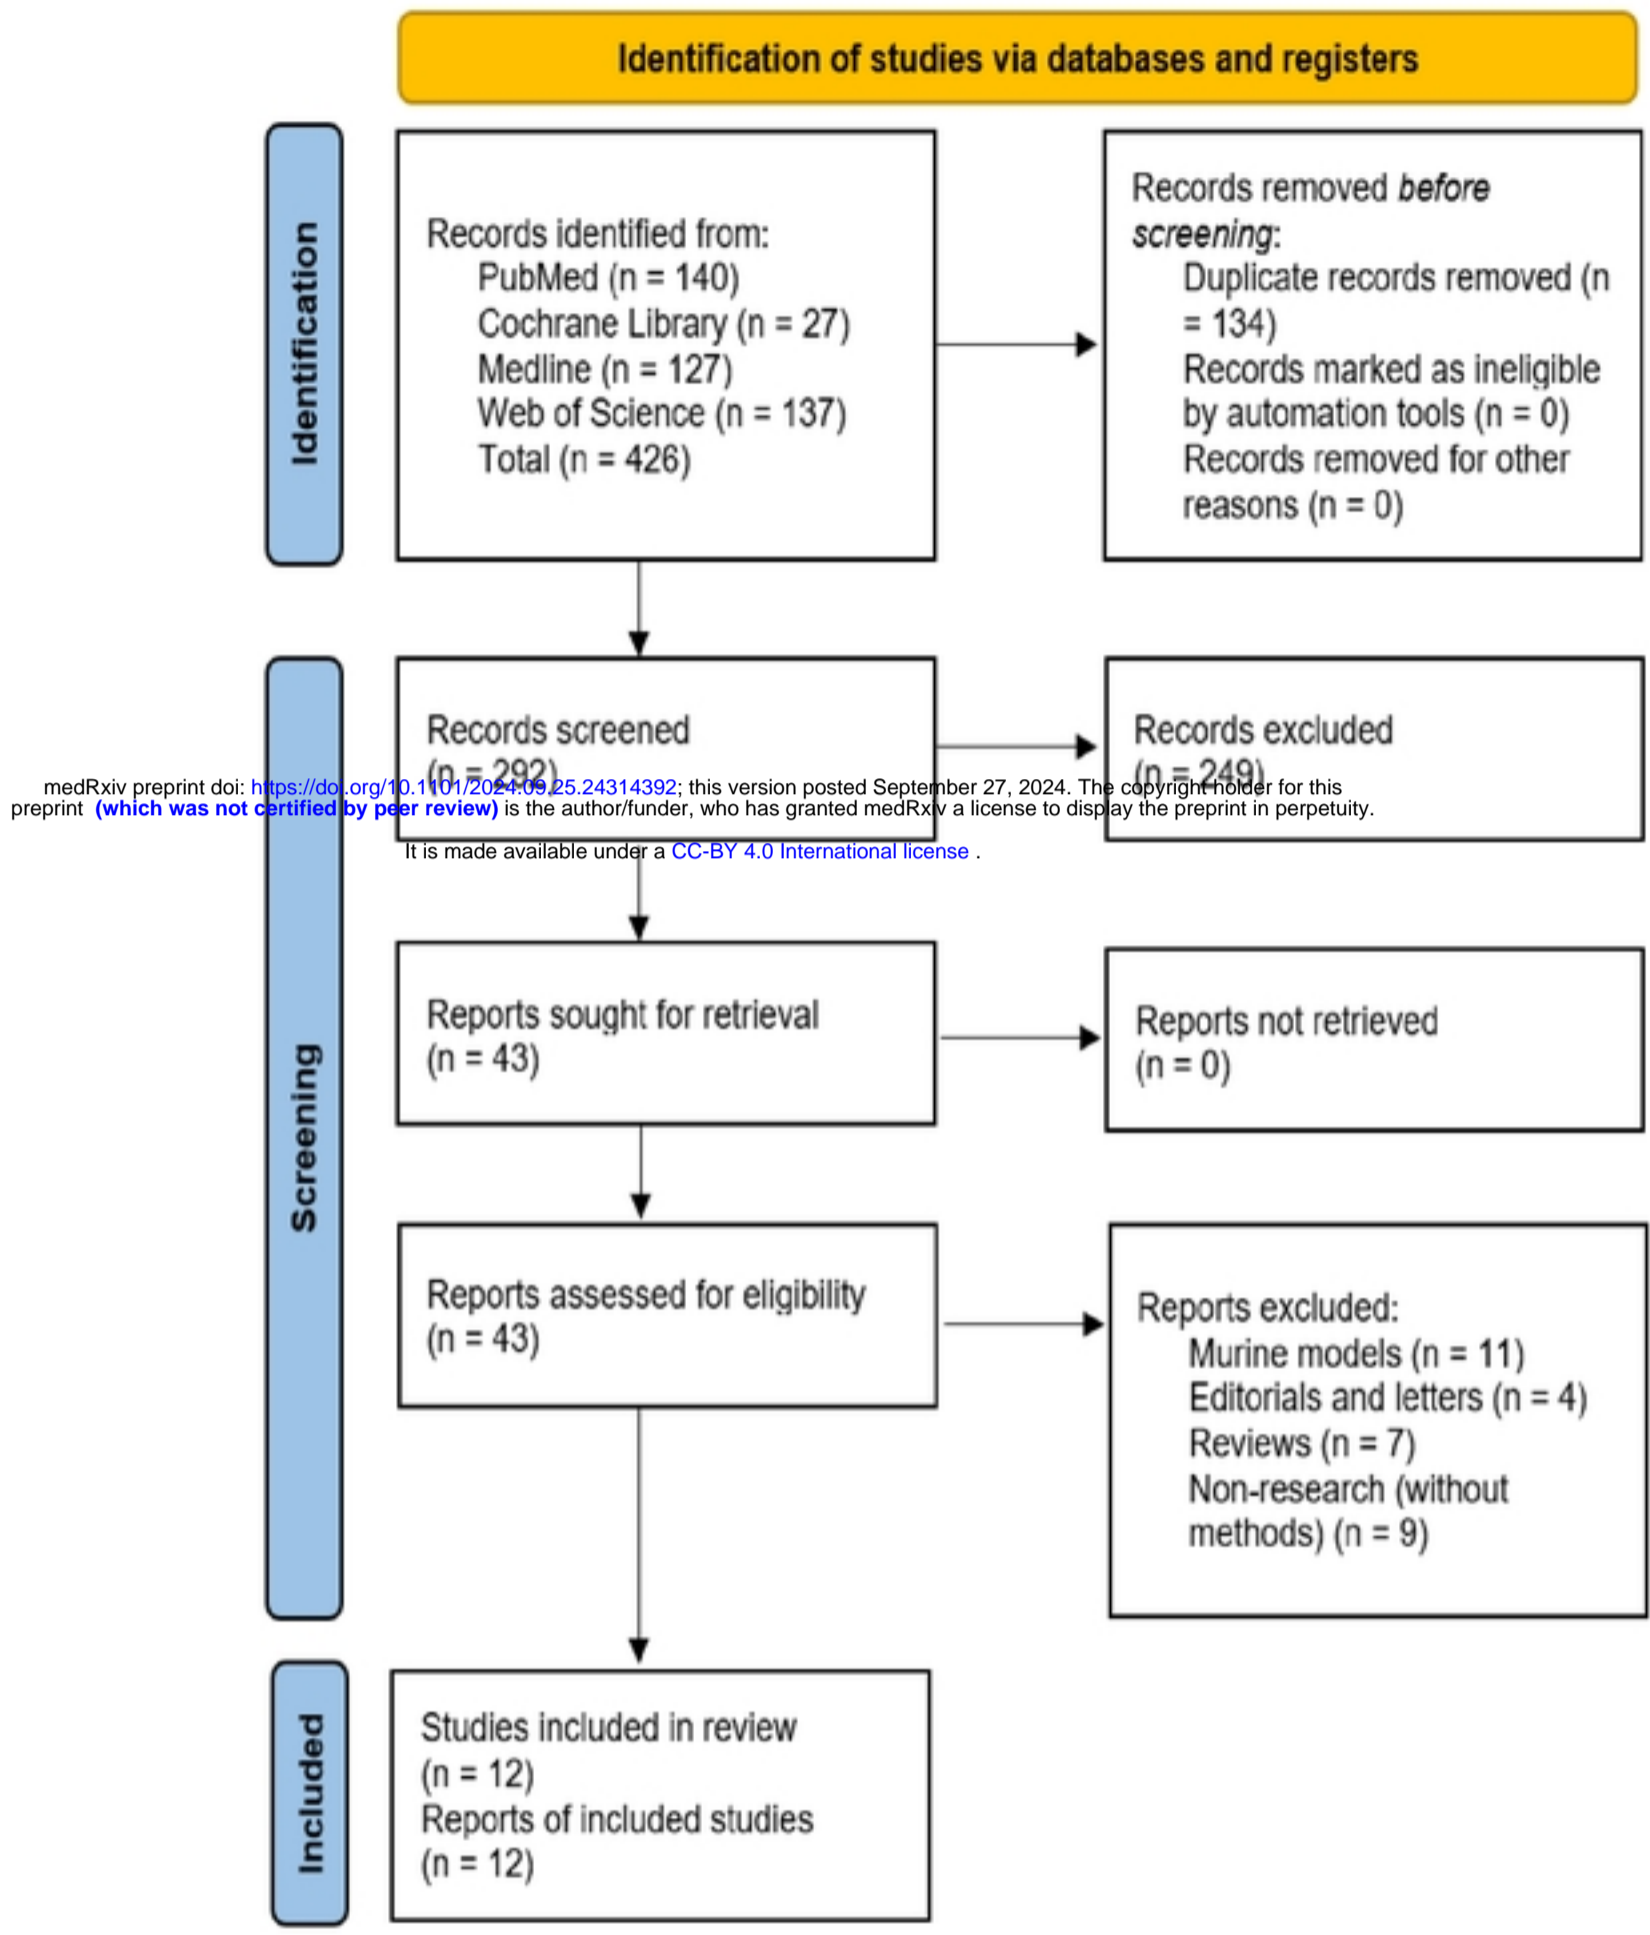 Identification of studies via databases and registers
Identification
Records identified from:
PubMed (n = 140)
Cochrane Library (n = 27)
Medline (n = 127)
Web of Science (n = 137)
Total (n = 426)
Records removed before
screening:
Duplicate records removed (n
= 134)
Records marked as ineligible
by automation tools (n = 0)
Records removed for other
reasons (n = 0)
Screening
Records screened
(n = 292)
Records excluded
(n = 249)
medRxiv preprint doi: https://doi.org/10.1101/2024.09.25.24314392; this version posted September 27, 2024. The copyright holder for this
preprint (which was not certified by peer review) is the author/funder, who has granted medRxiv a license to display the preprint in perpetuity.
It is made available under a CC-BY 4.0 International license .
Reports sought for retrieval
(n = 43)
Reports not retrieved
(n = 0)
Reports assessed for eligibility
(n = 43)
Reports excluded:
Murine models (n = 11)
Editorials and letters (n = 4)
Reviews (n = 7)
Non-research (without
methods) (n = 9)
Included
Studies included in review
(n = 12)
Reports of included studies
(n = 12)